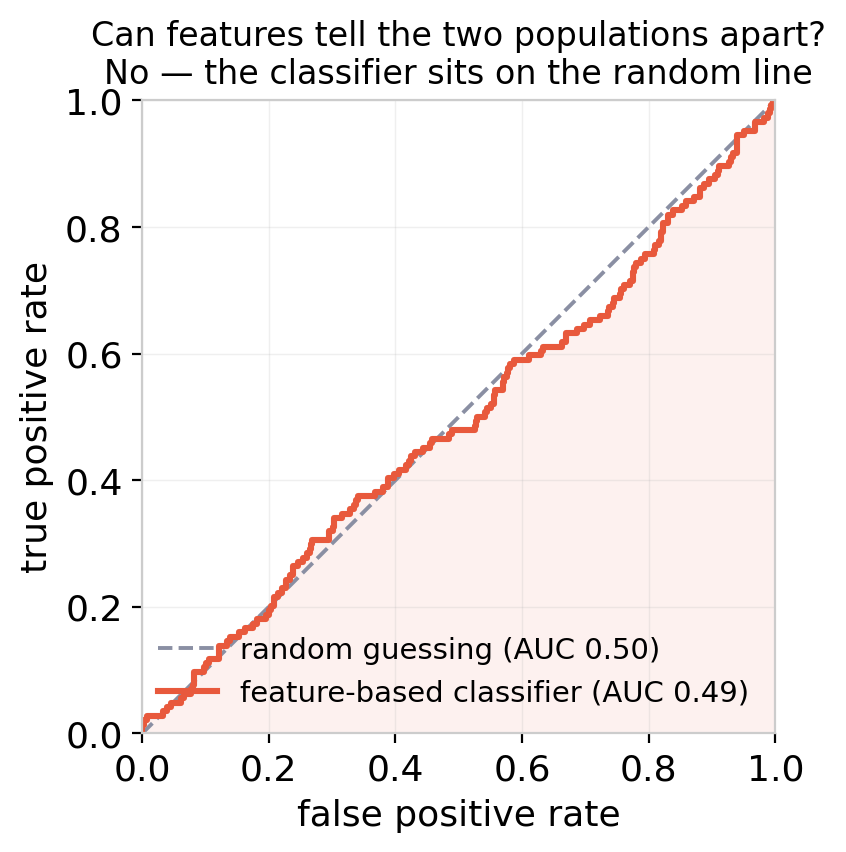 Can features tell the two populations apart?
No — the classifier sits on the random line
1.0
0.8
0.6
0.4
0.2
0.0
true positive rate
random guessing (AUC 0.50)
feature-based classifier (AUC 0.49)
0.0 0.2 0.4 0.6 0.8 1.0
false positive rate